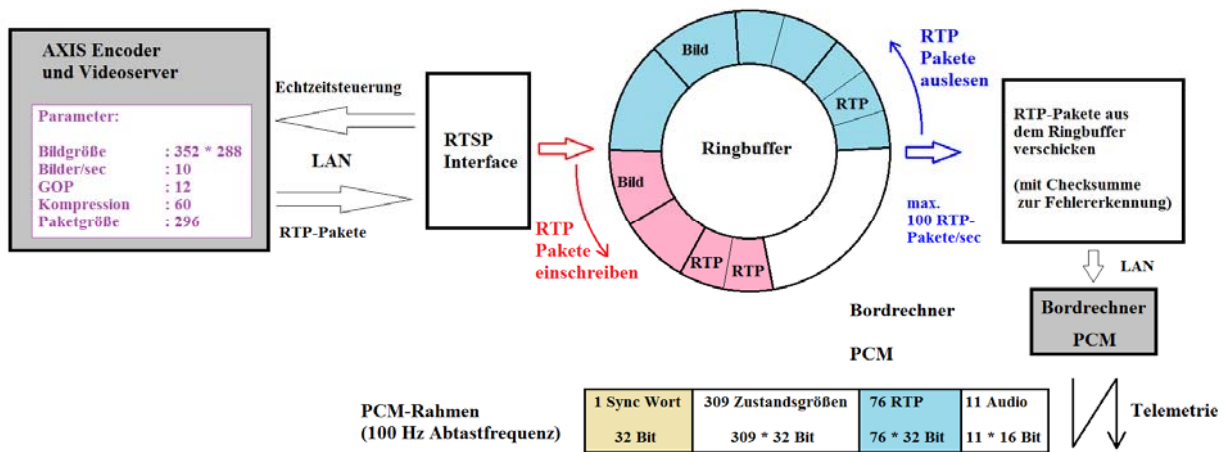 AXIS Encoder
und Videoserver
Parameter:
Bildgröße : 352 * 288
Bilder/sec : 10
GOP : 12
Kompression : 60
Paketgröße : 296
Echtzeitsteuerung
LAN
RTP-Pakete
RTSP
Interface
RTP
Pakete
einschreiben
Bild
RTP
Ringbuffer
Bild
RTP
RTP
RTP
Pakete
auslesen
max.
100 RTP-
Pakete/sec
RTP-Pakete aus
dem Ringbuffer
verschicken
(mit Checksumme
zur Fehlererkennung)
LAN
Bordrechner
PCM
Bordrechner
PCM
Telemetrie
PCM-Rahmen
(100 Hz Abtastfrequenz)
1 Sync Wort
32 Bit
309 Zustandsgrößen
309 * 32 Bit
76 RTP
76 * 32 Bit
11 Audio
11 * 16 Bit